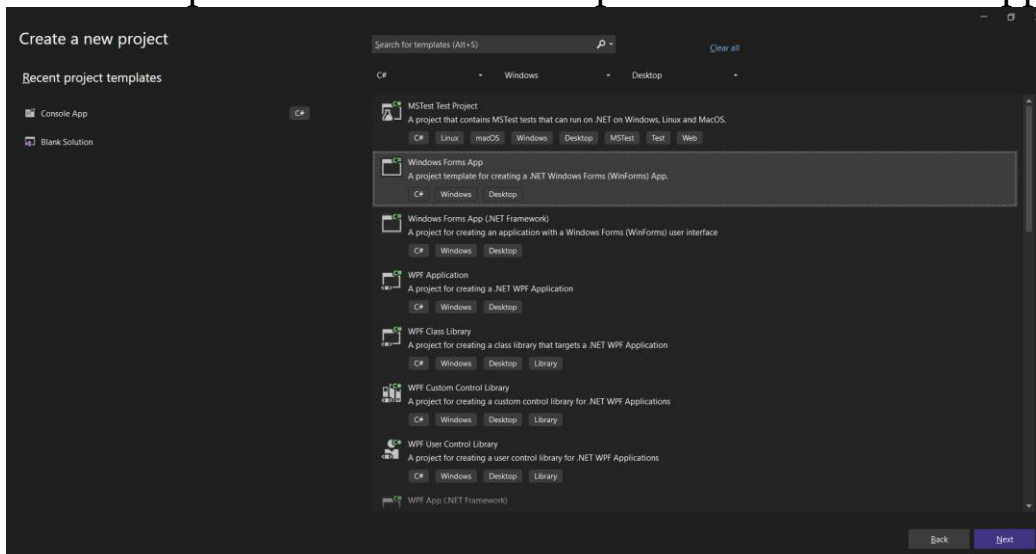 Create a new project
Search for templates (Alt+S)
Clear all
Recent project templates
C# Windows Desktop
Console App C#
Blank Solution
MSTest Test Project
A project that contains MSTest tests that can run on .NET on Windows, Linux and MacOS.
C# Linux macOS Windows Desktop MSTest Test Web
Windows Forms App
A project template for creating a .NET Windows Forms (WinForms) App.
C# Windows Desktop
Windows Forms App (.NET Framework)
A project for creating an application with a Windows Forms (WinForms) user interface
C# Windows Desktop
WPF Application
A project for creating a .NET WPF Application
C# Windows Desktop
WPF Class Library
A project for creating a class library that targets a .NET WPF Application
C# Windows Desktop Library
WPF Custom Control Library
A project for creating a custom control library for .NET WPF Applications
C# Windows Desktop Library
WPF User Control Library
A project for creating a user control library for .NET WPF Applications
C# Windows Desktop Library
WPF App (.NET Framework)
Back Next